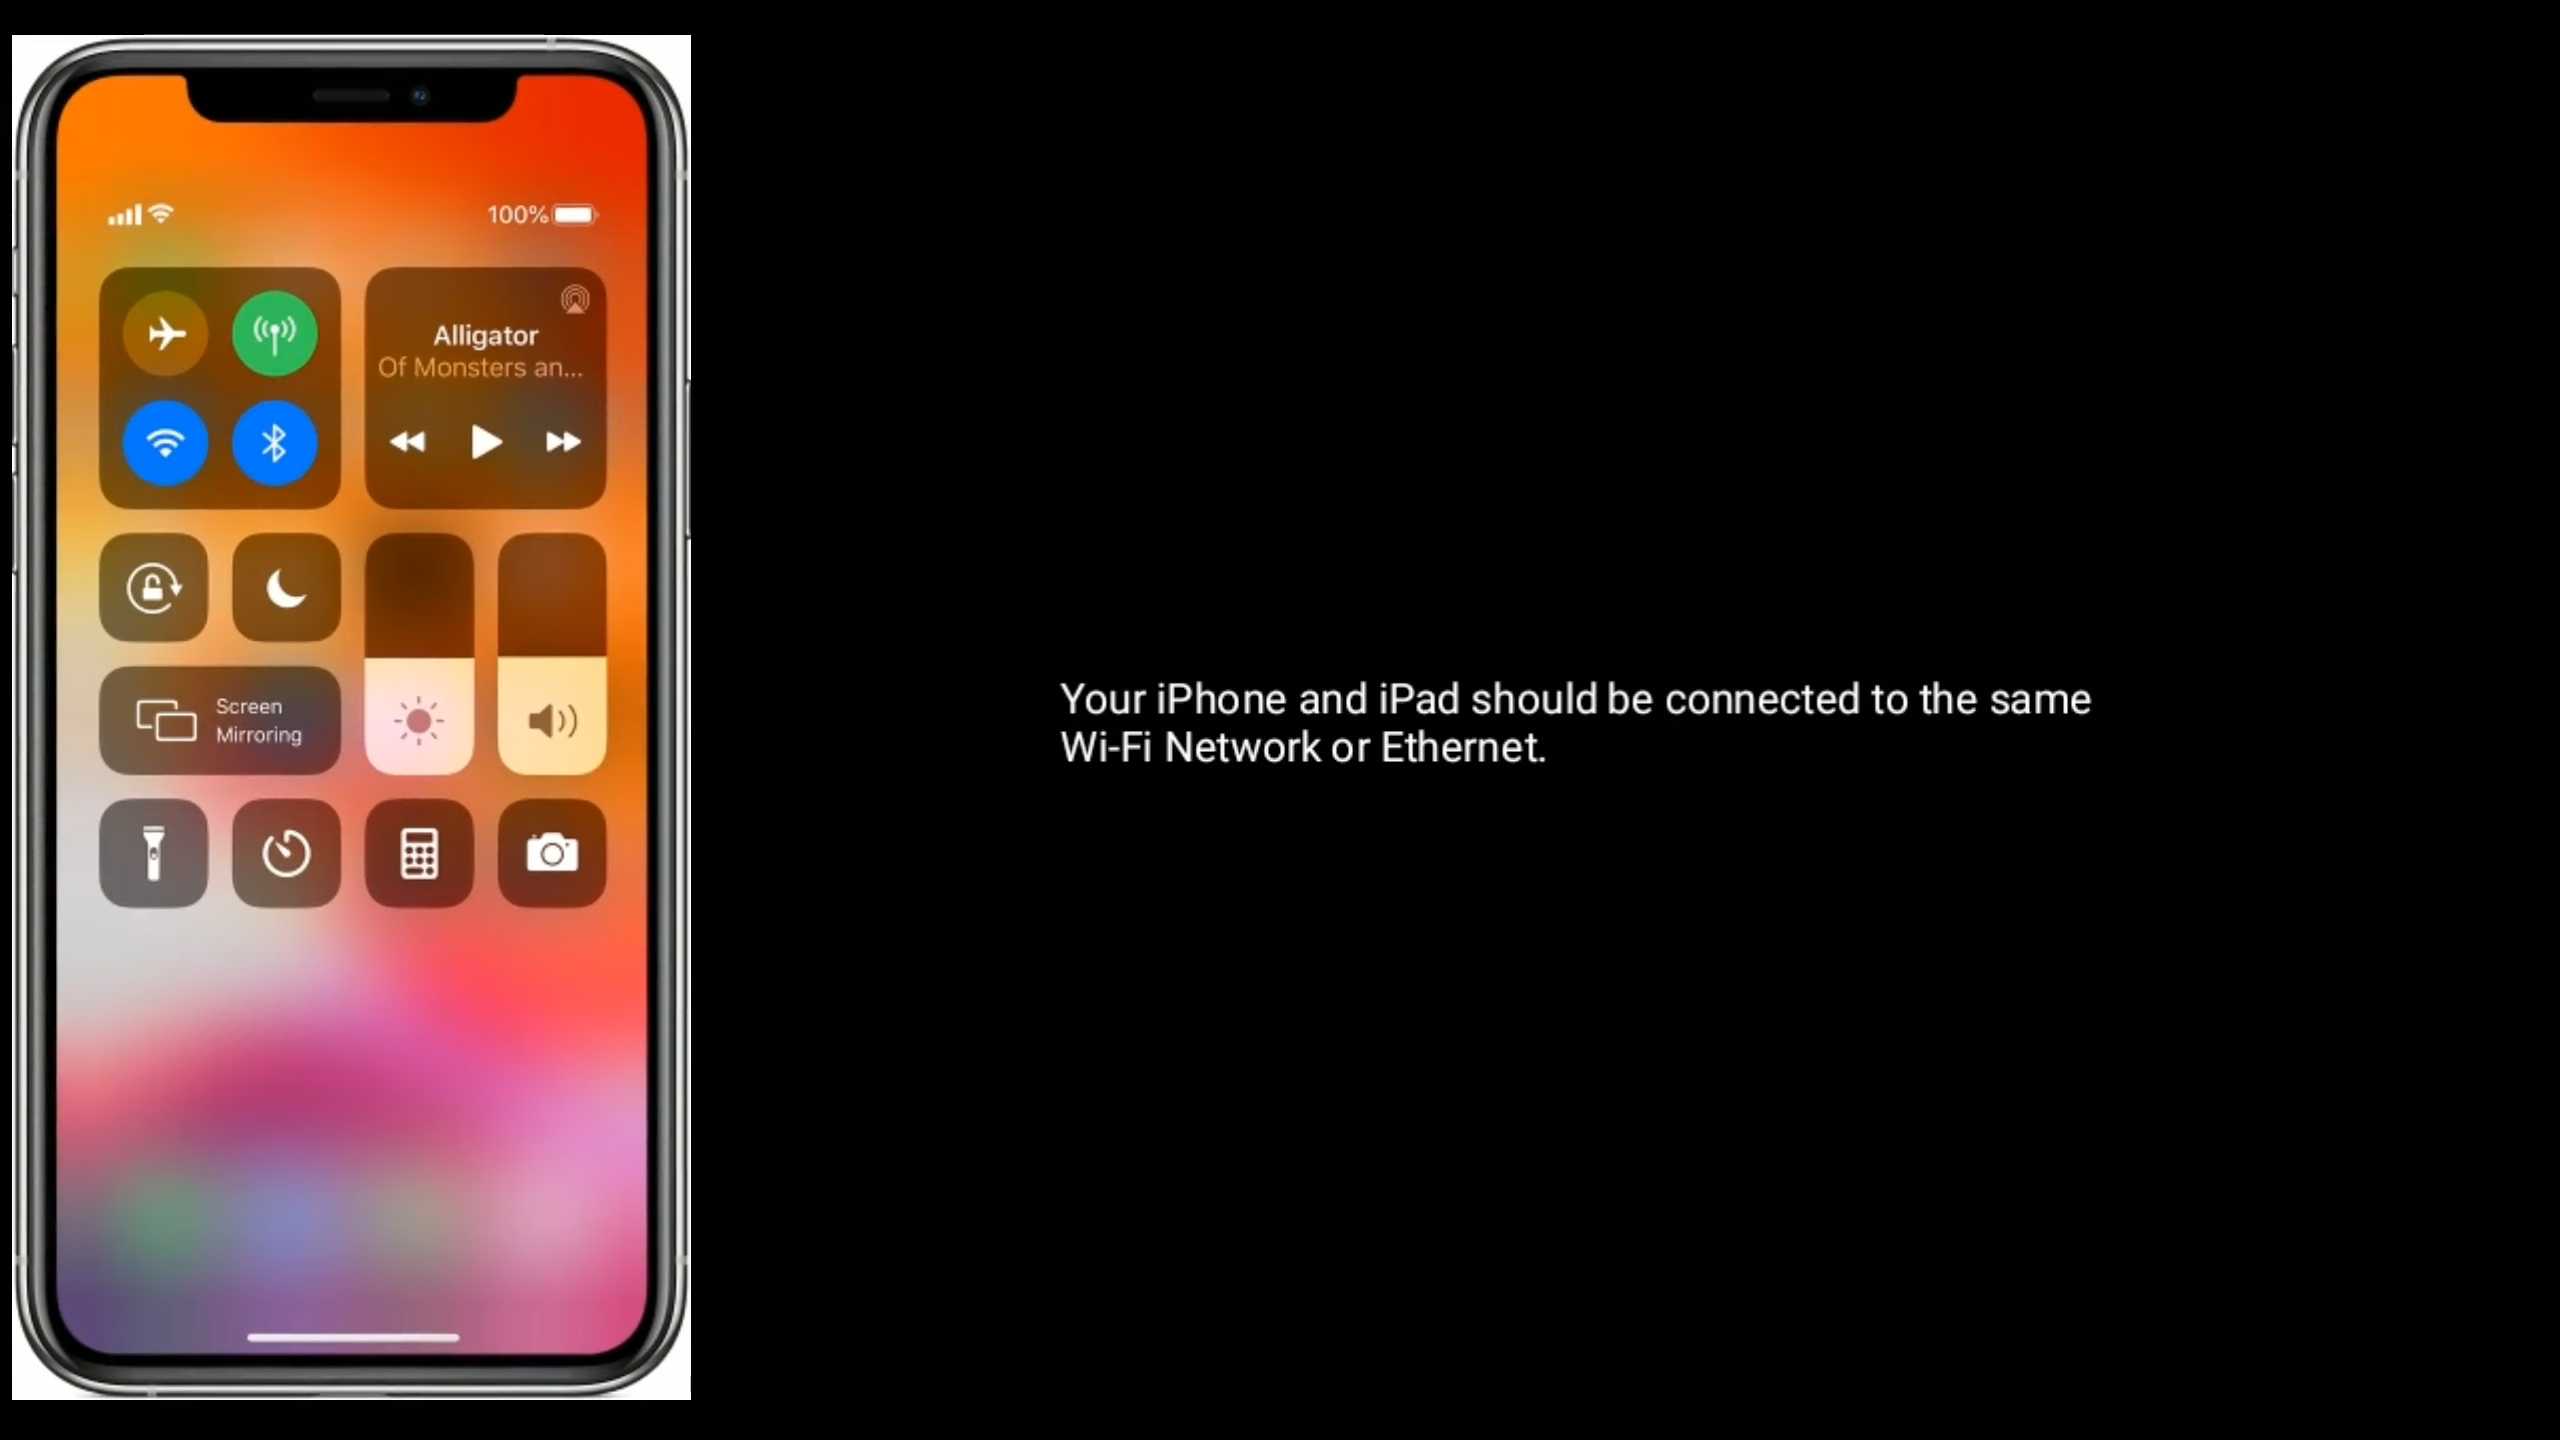 100%
Alligator
Of Monsters an...
Screen
Mirroring
Your iPhone and iPad should be connected to the same
Wi-Fi Network or Ethernet.